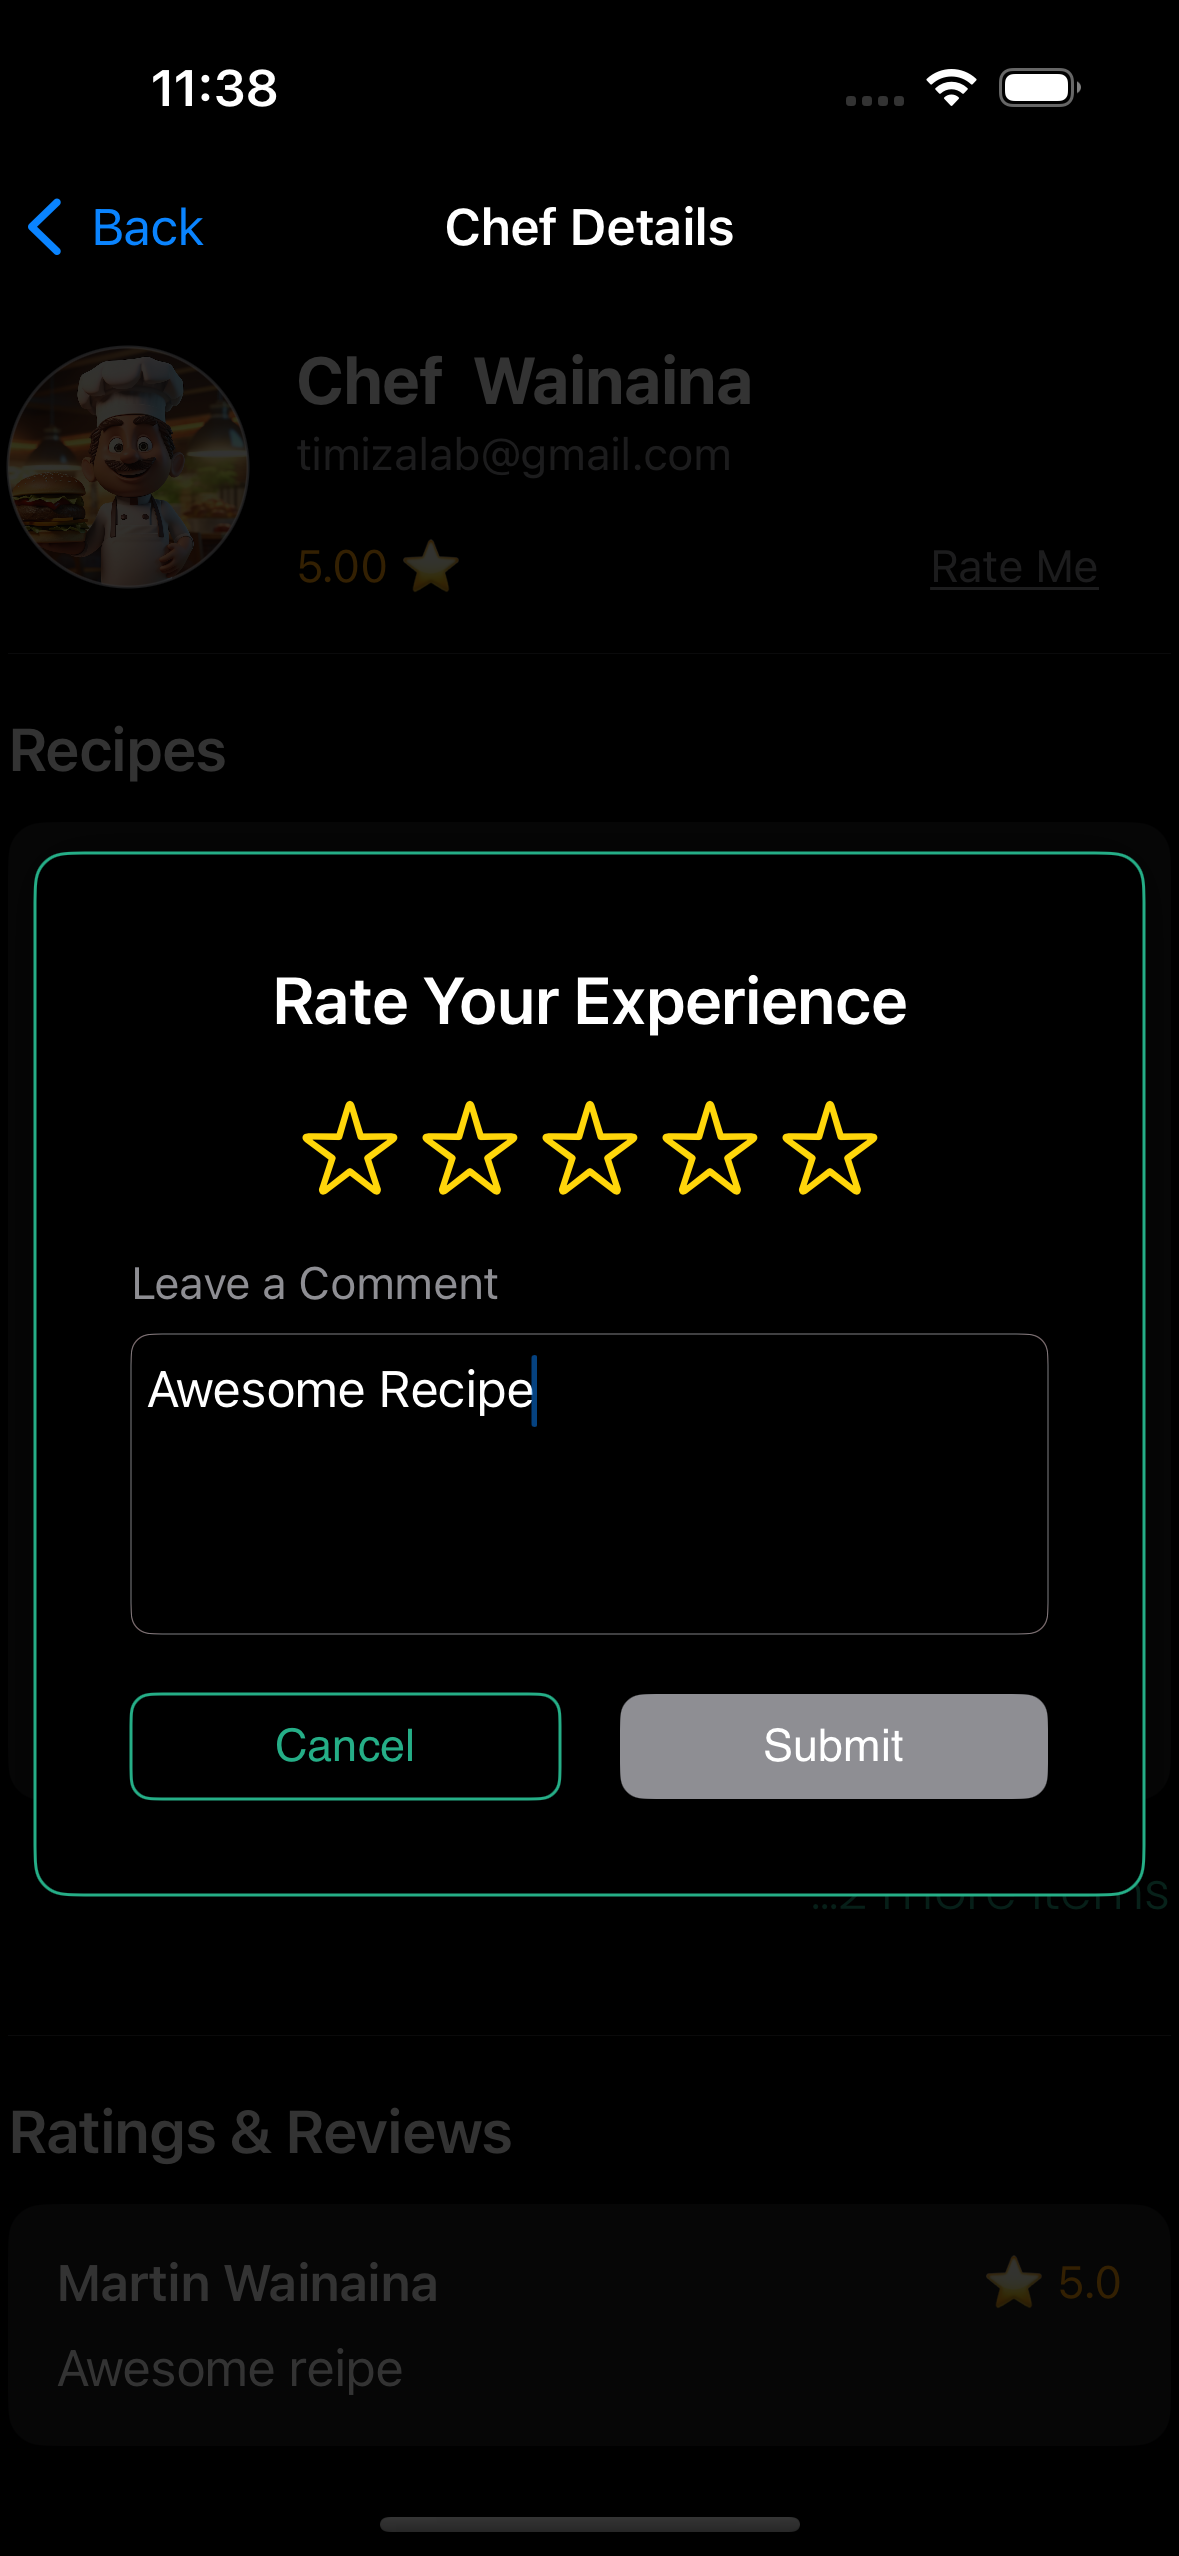 11:38
Back
Chef Details
Chef Wainaina
timizalab@gmail.com
5.00
Rate Me
Recipes
Rate Your Experience
Leave a Comment
Awesome Recipe
Cancel
Submit
...2 more items
Ratings & Reviews
Martin Wainaina
5.0
Awesome reipe